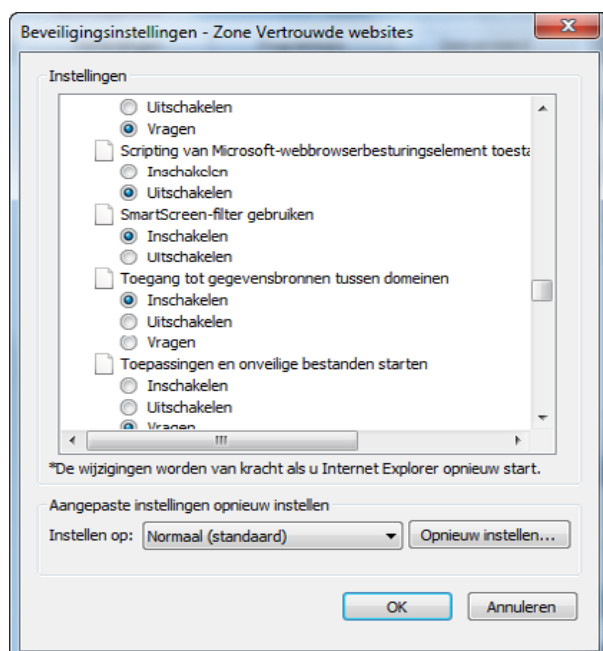 Beveiligingsinstellingen - Zone Vertrouwde websites
Instellingen
Uitschakelen
Vragen
Scripting van Microsoft-webbrowserbesturingselement toesta
Inschakelen
Uitschakelen
SmartScreen-filter gebruiken
Inschakelen
Uitschakelen
Toegang tot gegevensbronnen tussen domeinen
Inschakelen
Uitschakelen
Vragen
Toepassingen en onveilige bestanden starten
Inschakelen
Uitschakelen
Vragen
*De wijzigingen worden van kracht als u Internet Explorer opnieuw start.
Aangepaste instellingen opnieuw instellen
Instellen op: Normaal (standaard) Opnieuw instellen...
OK Annuleren